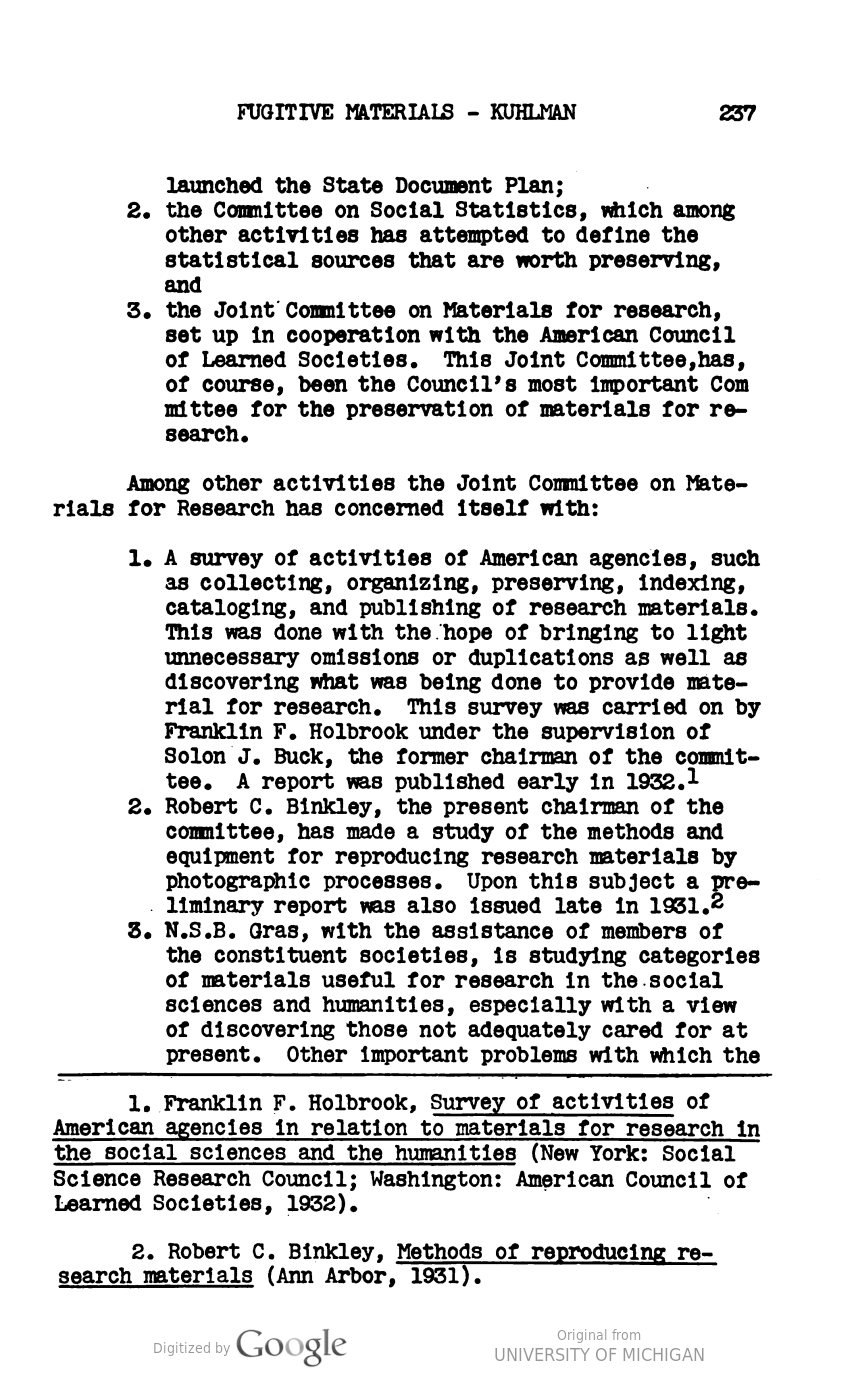 FUGITIVE MATERIALS - KUHLMAN 237
launched the State Document Plan;
2. the Committee on Social Statistics, which among
other activities has attempted to define the
statistical sources that are worth preserving,
and
3. the Joint Committee on Materials for research,
set up in cooperation with the American Council
of Learned Societies. This Joint Committee,has,
of course, been the Council's most important Com
mittee for the preservation of materials for re-
search.
Among other activities the Joint Committee on Mate-
rials for Research has concerned itself with:
1. A survey of activities of American agencies, such
as collecting, organizing, preserving, indexing,
cataloging, and publishing of research materials.
This was done with the hope of bringing to light
unnecessary omissions or duplications as well as
discovering what was being done to provide mate-
rial for research. This survey was carried on by
Franklin F. Holbrook under the supervision of
Solon J. Buck, the former chairman of the commit-
tee. A report was published early in 1932.1
2. Robert C. Binkley, the present chairman of the
committee, has made a study of the methods and
equipment for reproducing research materials by
photographic processes. Upon this subject a pre-
liminary report was also issued late in 1931.2
3. N.S.B. Gras, with the assistance of members of
the constituent societies, is studying categories
of materials useful for research in the social
sciences and humanities, especially with a view
of discovering those not adequately cared for at
present. Other important problems with which the
1. Franklin F. Holbrook, Survey of activities of
American agencies in relation to materials for research in
the social sciences and the humanities (New York: Social
Science Research Council; Washington: American Council of
Learned Societies, 1932).
2. Robert C. Binkley, Methods of reproducing re-
search materials (Ann Arbor, 1931).
Digitized by Google
Original from
UNIVERSITY OF MICHIGAN